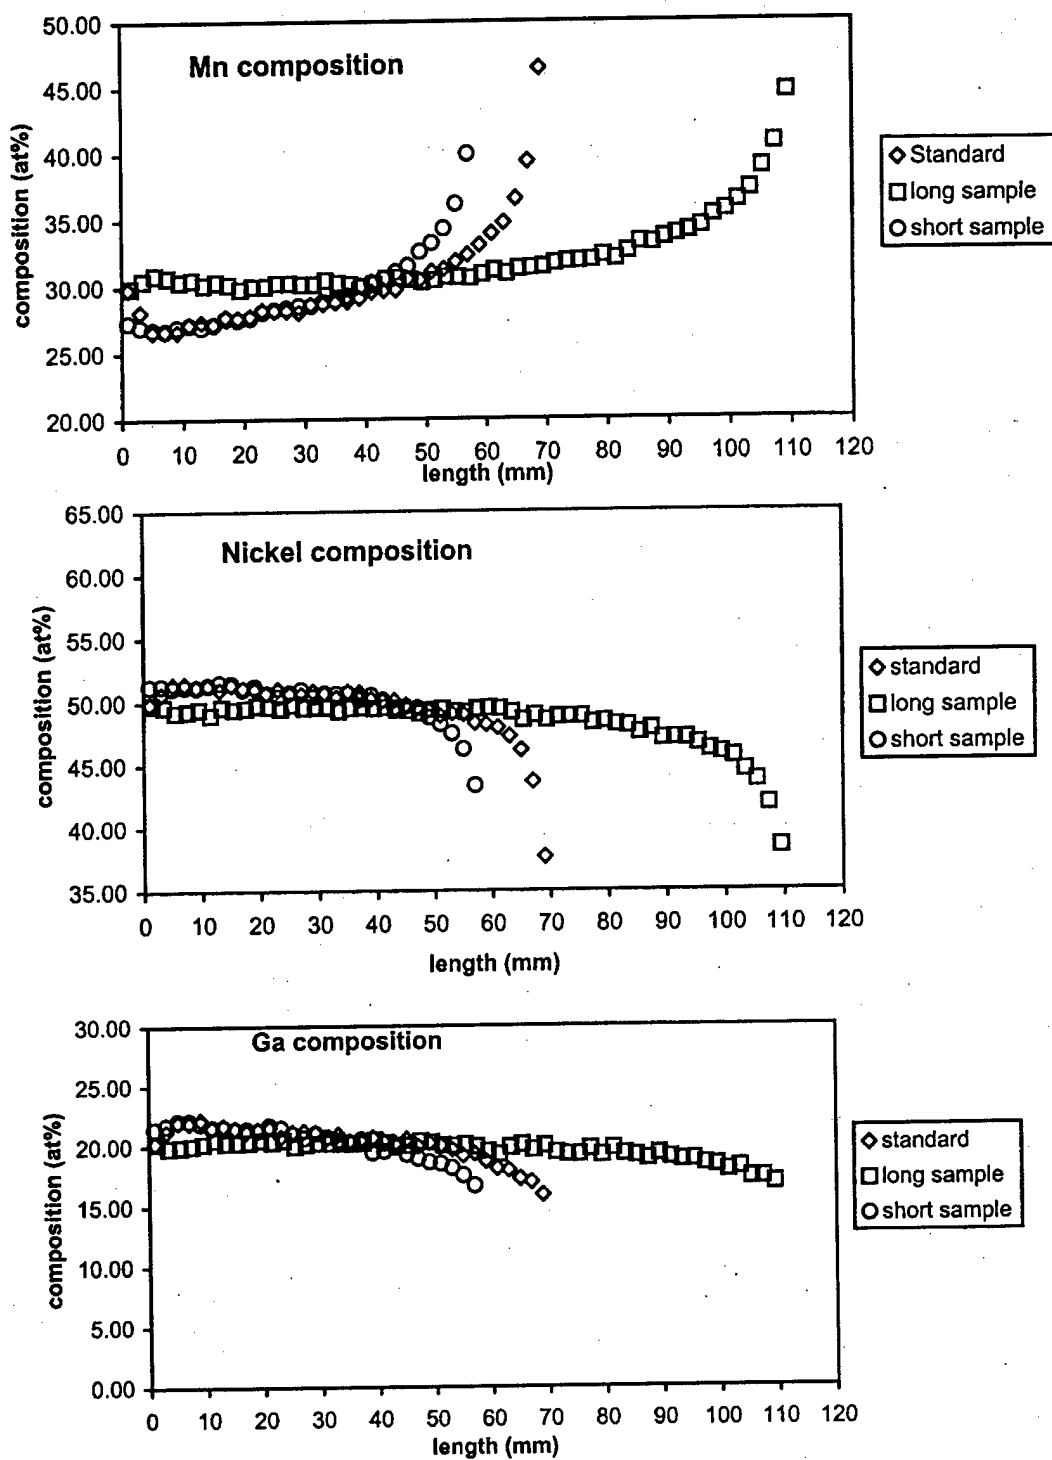 Mn composition
composition (at%)
50.00
45.00
40.00
35.00
30.00
25.00
20.00
0 10 20 30 40 50 60 70 80 90 100 110 120
length (mm)
Standard
long sample
short sample
Nickel composition
composition (at%)
65.00
60.00
55.00
50.00
45.00
40.00
35.00
0 10 20 30 40 50 60 70 80 90 100 110 120
length (mm)
standard
long sample
short sample
Ga composition
composition (at%)
30.00
25.00
20.00
15.00
10.00
5.00
0.00
0 10 20 30 40 50 60 70 80 90 100 110 120
length (mm)
standard
long sample
short sample